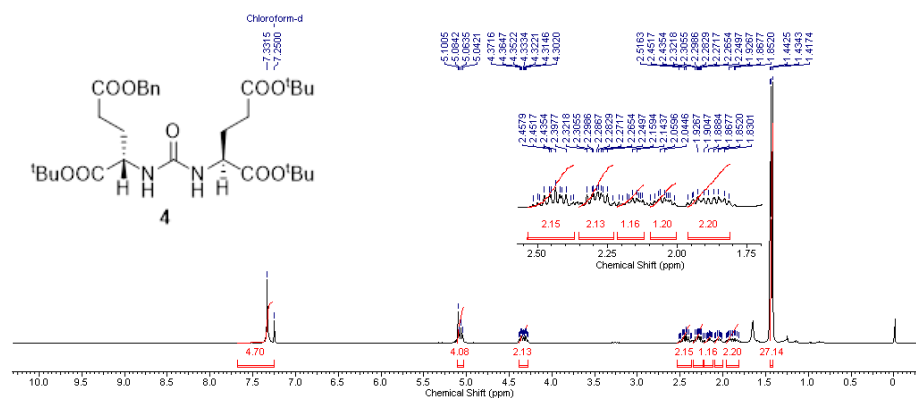 Chloroform-d
7.3315
7.2500
5.1005
5.0842
5.0635
5.0421
4.3716
4.3647
4.3522
4.3334
4.3221
4.3146
4.3020
2.5163
2.4517
2.4354
2.3218
2.3055
2.2986
2.2829
2.2717
2.2654
2.2497
1.9267
1.8677
1.8520
1.4425
1.4343
1.4174
COOBn
COOᵗBu
O
ᵗBuOOC
H
N
H
N
H
H
COOᵗBu
4
2.4579
2.4517
2.4354
2.3977
2.3218
2.3055
2.2986
2.2867
2.2829
2.2717
2.2654
2.2497
2.1594
2.1437
2.0596
2.0446
1.9267
1.9047
1.8884
1.8677
1.8520
1.8301
2.15 2.13 1.16 1.20 2.20
2.50 2.25 2.00 1.75
Chemical Shift (ppm)
4.70 4.08 2.13 2.15 1.16 2.20 27.14
10.0 9.5 9.0 8.5 8.0 7.5 7.0 6.5 6.0 5.5 5.0 4.5 4.0 3.5 3.0 2.5 2.0 1.5 1.0 0.5 0
Chemical Shift (ppm)